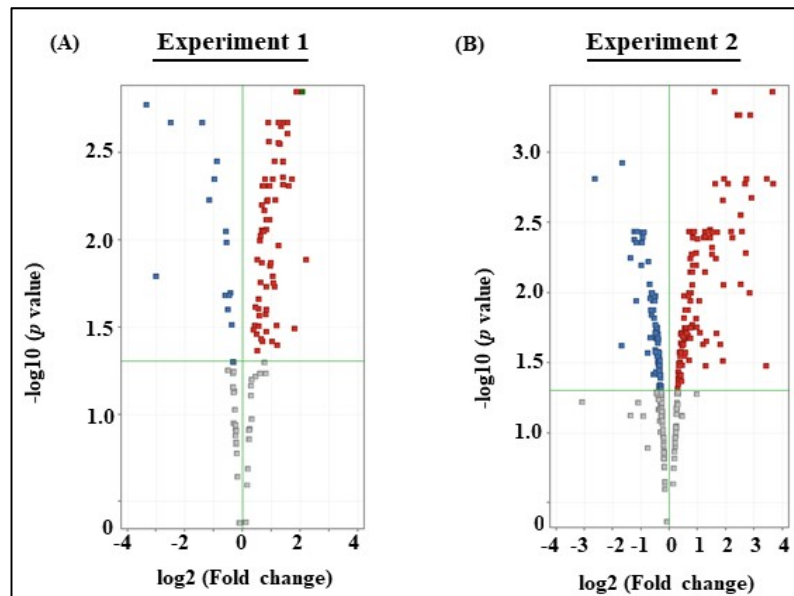 (A) Experiment 1
2.5
2.0
1.5
1.0
0
-log10 (p value)
-4 -2 0 2 4
log2 (Fold change)
(B) Experiment 2
3.0
2.5
2.0
1.5
1.0
0
-log10 (p value)
-4 -3 -1 0 1 2 4
log2 (Fold change)